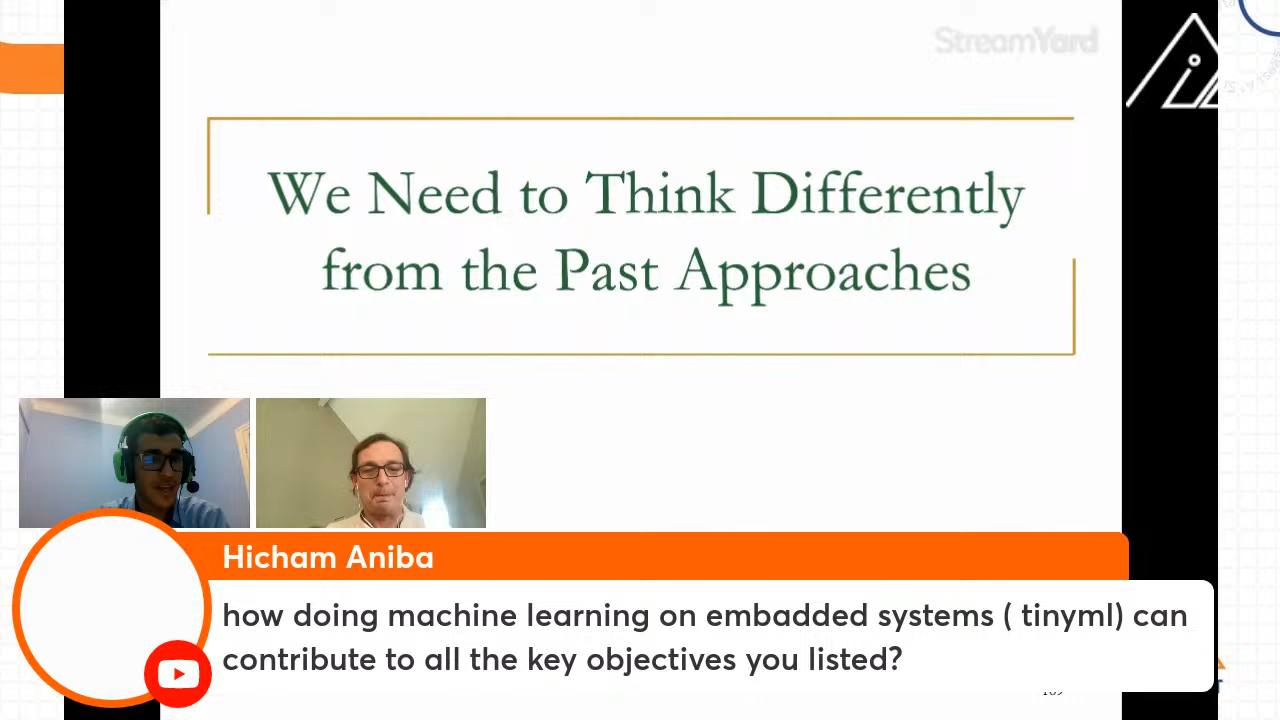 StreamYard
We Need to Think Differently
from the Past Approaches
Hicham Aniba
how doing machine learning on embadded systems ( tinyml) can
contribute to all the key objectives you listed?